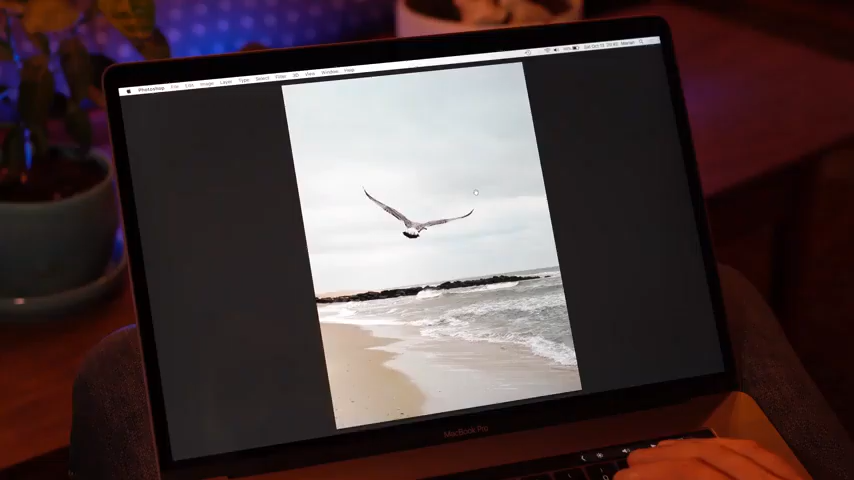 Photoshop File Edit Image Layer Type Select Filter 3D View Window Help
MacBook Pro